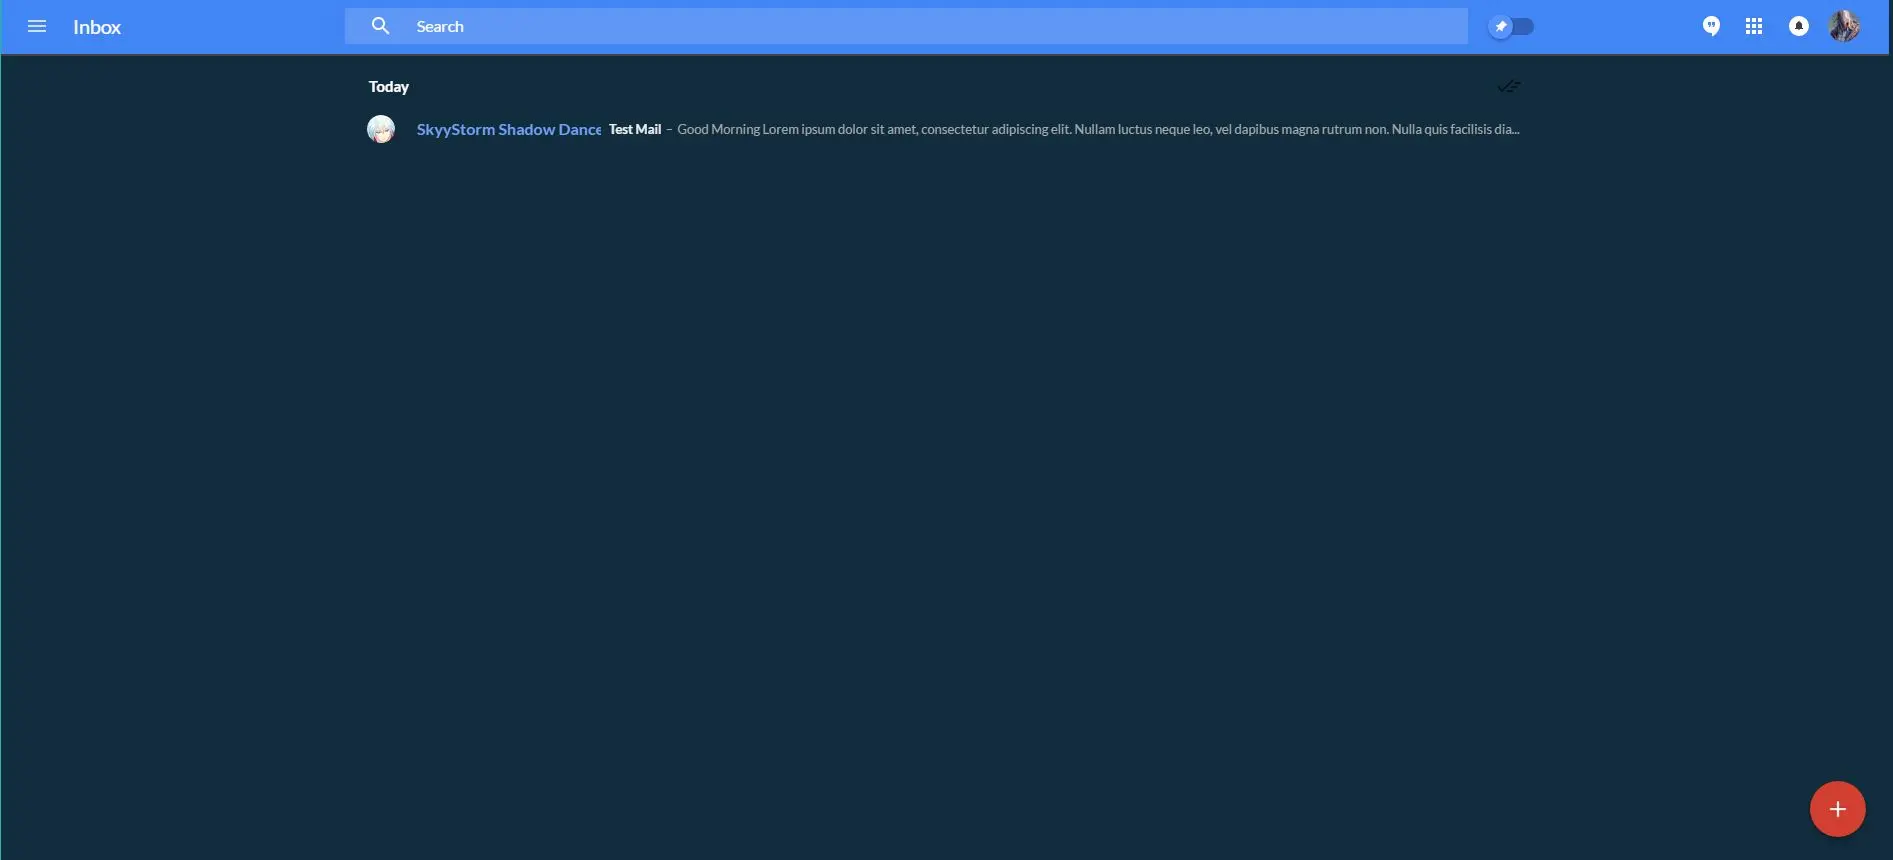 Inbox
Search
Today
SkyyStorm Shadow Dance Test Mail – Good Morning Lorem ipsum dolor sit amet, consectetur adipiscing elit. Nullam luctus neque leo, vel dapibus magna rutrum non. Nulla quis facilisis dia...